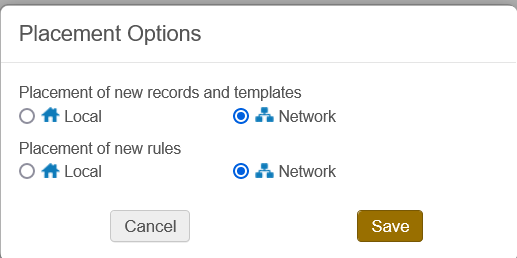 Placement Options
Placement of new records and templates
Local Network
Placement of new rules
Local Network
Cancel Save